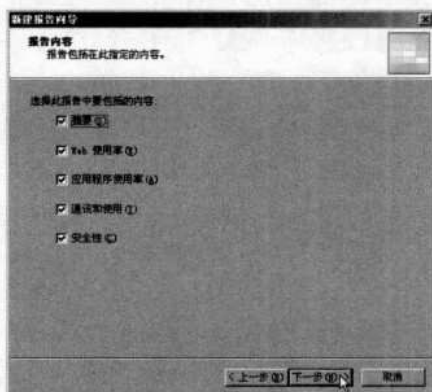 新建报告向导
报告内容
报告包括在此指定的内容。
选择此报告中要包括的内容:
摘要(S)
Web 使用率(W)
应用程序使用率(A)
通讯和使用(T)
安全性(C)
<上一步(B) 下一步(N)> 取消